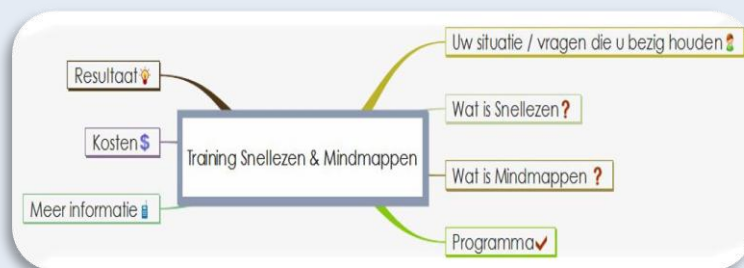 Training Snellezen & Mindmappen
Uw situatie / vragen die u bezig houden
Wat is Snellezen?
Wat is Mindmappen ?
Programma
Meer informatie
Kosten $
Resultaat